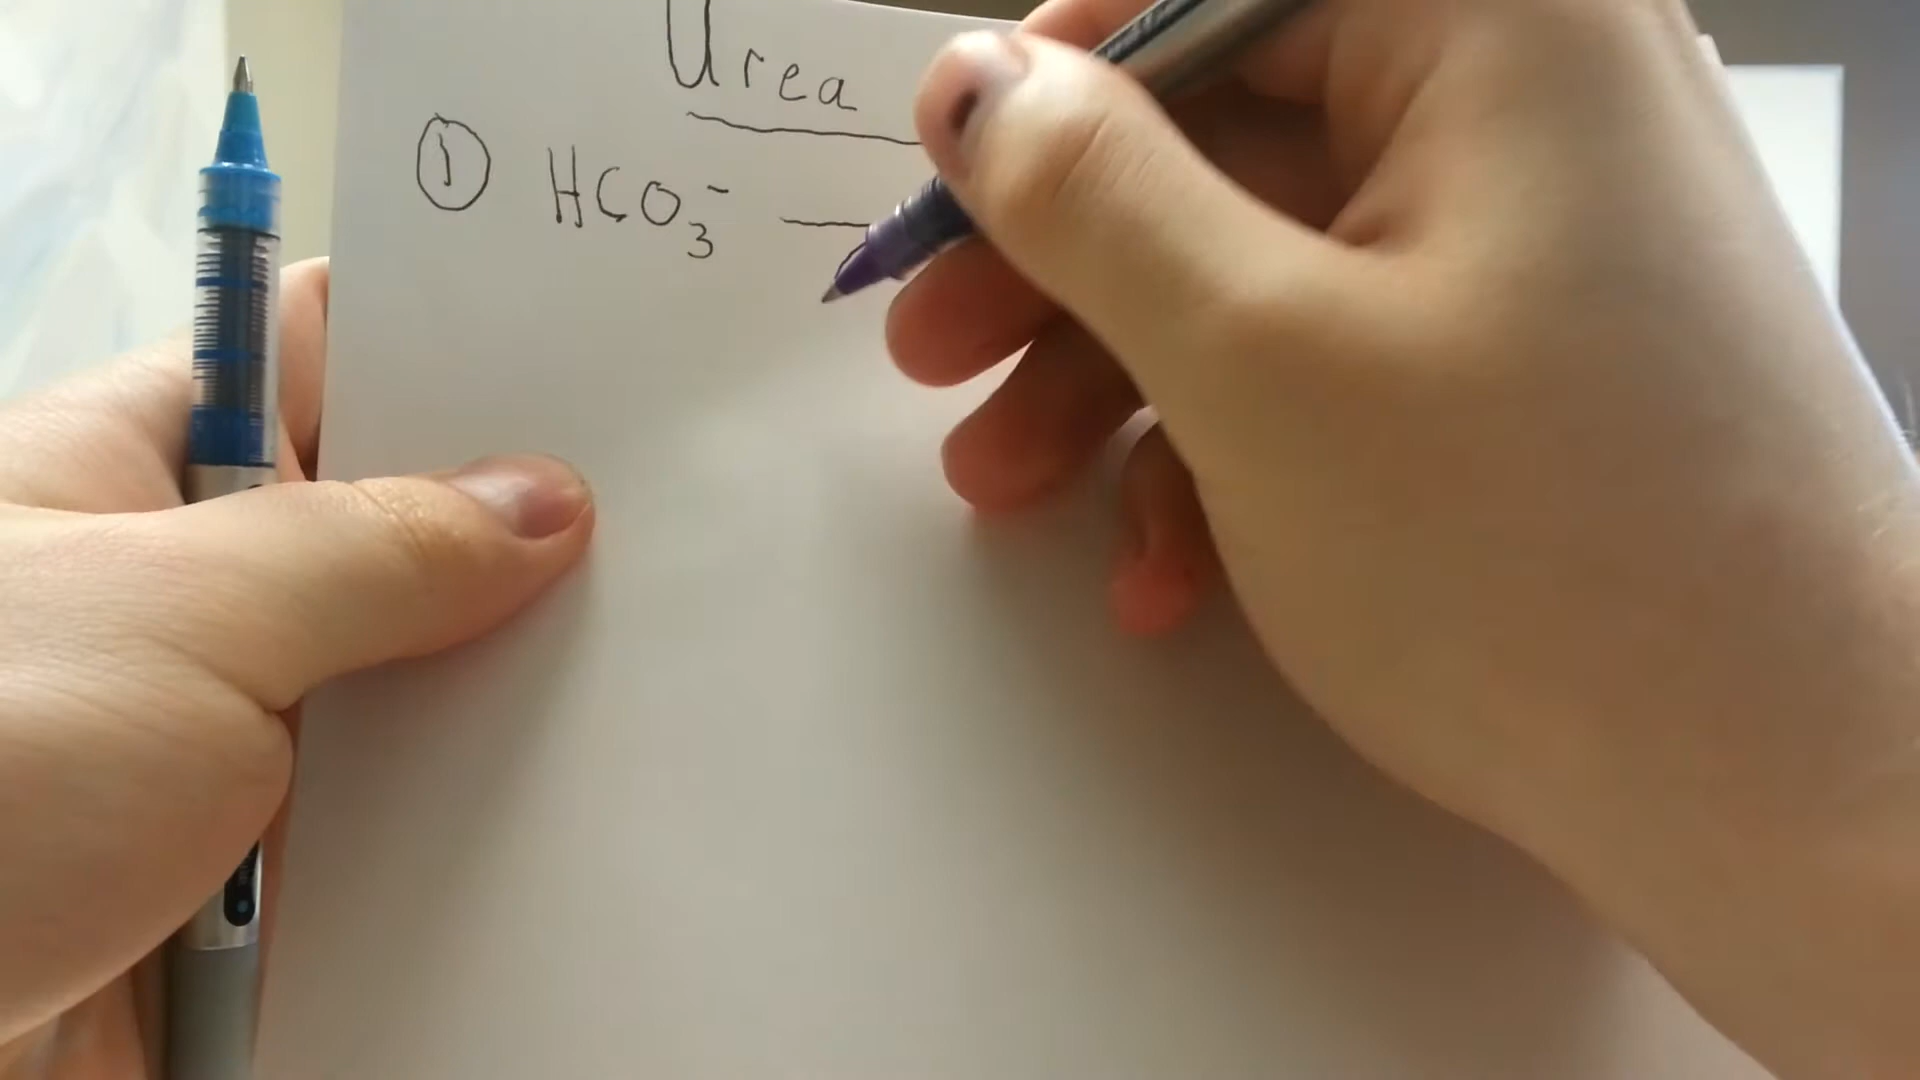 Urea
① HCO₃⁻ —